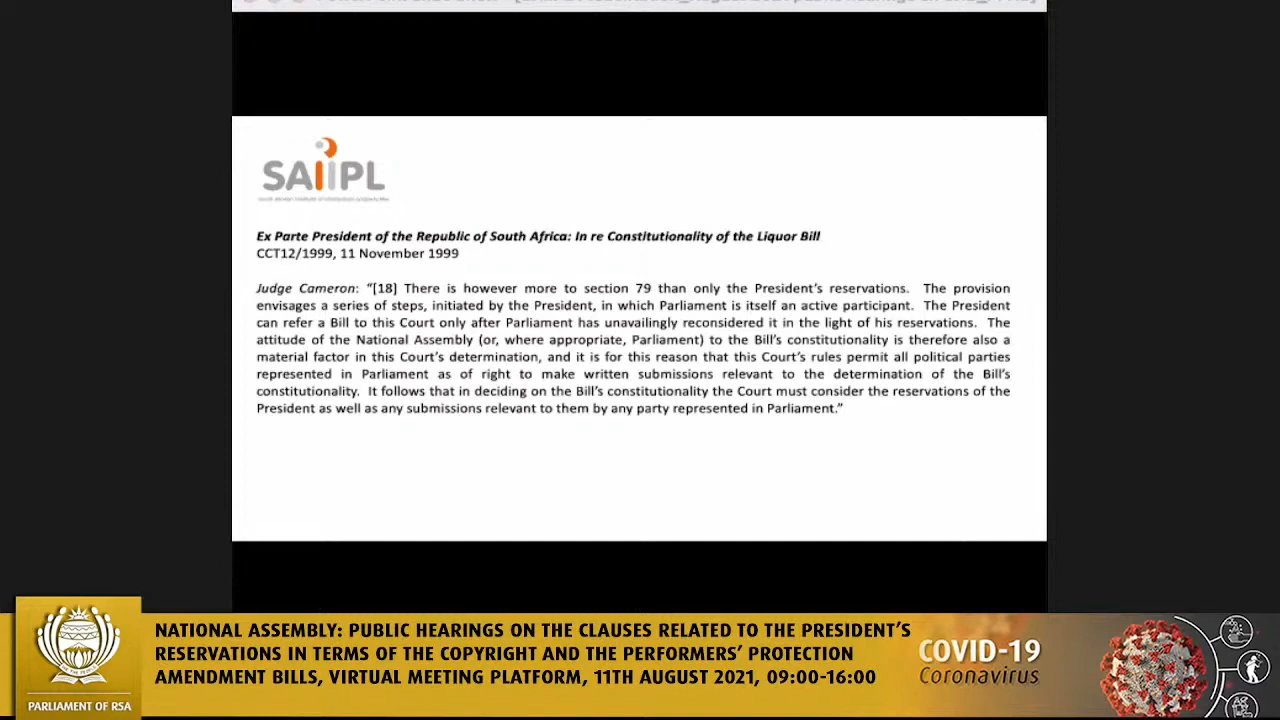 SAIIPL
Ex Parte President of the Republic of South Africa: In re Constitutionality of the Liquor Bill
CCT12/1999, 11 November 1999
Judge Cameron: “[18] There is however more to section 79 than only the President’s reservations. The provision
envisages a series of steps, initiated by the President, in which Parliament is itself an active participant. The President
can refer a Bill to this Court only after Parliament has unavailingly reconsidered it in the light of his reservations. The
attitude of the National Assembly (or, where appropriate, Parliament) to the Bill’s constitutionality is therefore also a
material factor in this Court’s determination, and it is for this reason that this Court’s rules permit all political parties
represented in Parliament as of right to make written submissions relevant to the determination of the Bill’s
constitutionality. It follows that in deciding on the Bill’s constitutionality the Court must consider the reservations of the
President as well as any submissions relevant to them by any party represented in Parliament.”
NATIONAL ASSEMBLY: PUBLIC HEARINGS ON THE CLAUSES RELATED TO THE PRESIDENT’S
RESERVATIONS IN TERMS OF THE COPYRIGHT AND THE PERFORMERS’ PROTECTION
AMENDMENT BILLS, VIRTUAL MEETING PLATFORM, 11TH AUGUST 2021, 09:00-16:00
PARLIAMENT OF RSA
COVID-19
Coronavirus